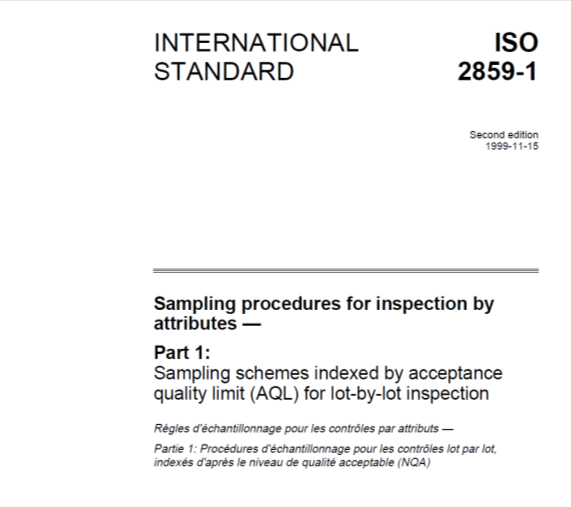 INTERNATIONAL
STANDARD
ISO
2859-1
Second edition
1999-11-15
Sampling procedures for inspection by
attributes —
Part 1:
Sampling schemes indexed by acceptance
quality limit (AQL) for lot-by-lot inspection
Règles d'échantillonnage pour les contrôles par attributs —
Partie 1: Procédures d'échantillonnage pour les contrôles lot par lot,
indexés d'après le niveau de qualité acceptable (NQA)